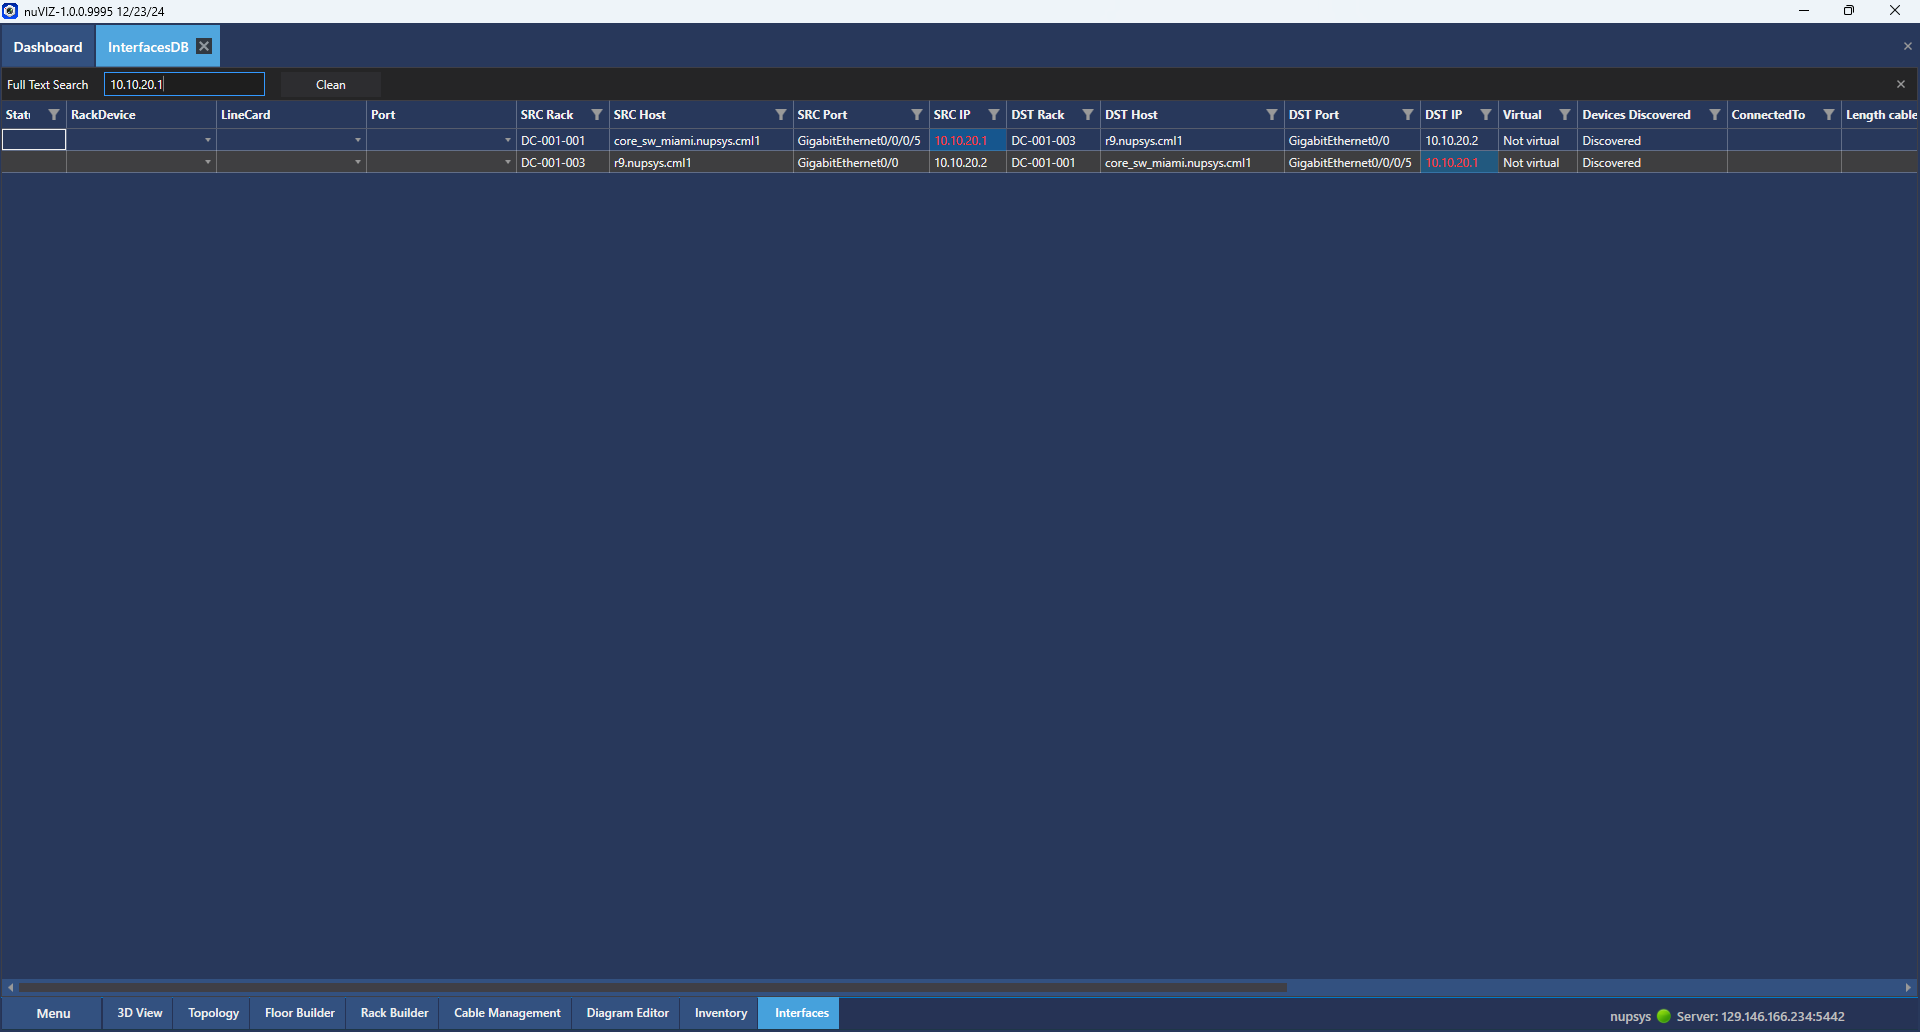 nuVIZ-1.0.0.9995 12/23/24
Dashboard InterfacesDB
Full Text Search 10.10.20.1 Clean
RackDevice LineCard Port SRC Rack SRC Host SRC Port SRC IP DST Rack DST Host DST Port DST IP Virtual Devices Discovered ConnectedTo Length cable
DC-001-001 core_sw_miami.nupsys.cml1 GigabitEthernet0/0/0/5 10.10.20.1 DC-001-003 r9.nupsys.cml1 GigabitEthernet0/0 10.10.20.2 Not virtual Discovered
DC-001-003 r9.nupsys.cml1 GigabitEthernet0/0 10.10.20.2 DC-001-001 core_sw_miami.nupsys.cml1 GigabitEthernet0/0/0/5 10.10.20.1 Not virtual Discovered
Menu 3D View Topology Floor Builder Rack Builder Cable Management Diagram Editor Inventory Interfaces nupsys Server: 129.146.166.234:5442